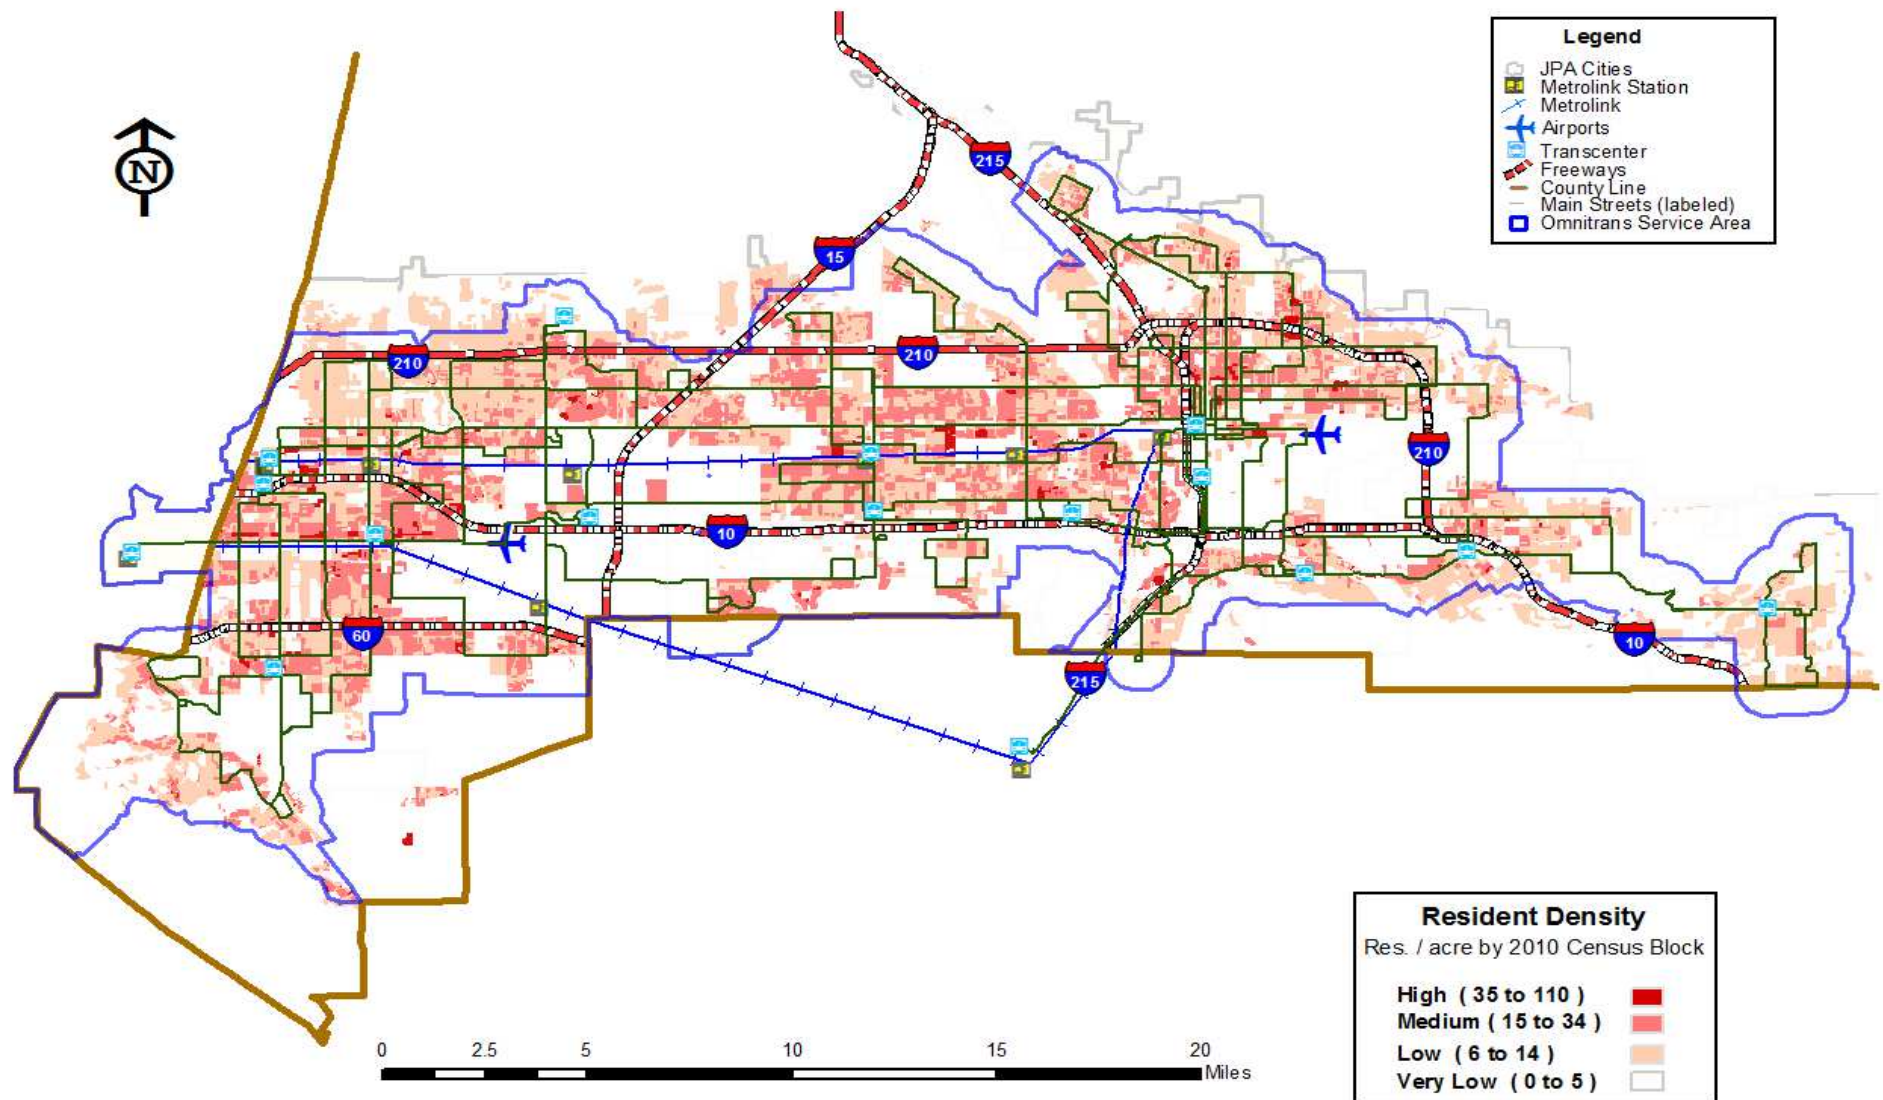 Legend
JPA Cities
Metrolink Station
Metrolink
Airports
Transcenter
Freeways
County Line
Main Streets (labeled)
Omnitrans Service Area
N
215
15
210
210
210
10
60
10
215
0 2.5 5 10 15 20
Miles
Resident Density
Res. / acre by 2010 Census Block
High ( 35 to 110 )
Medium ( 15 to 34 )
Low ( 6 to 14 )
Very Low ( 0 to 5 )